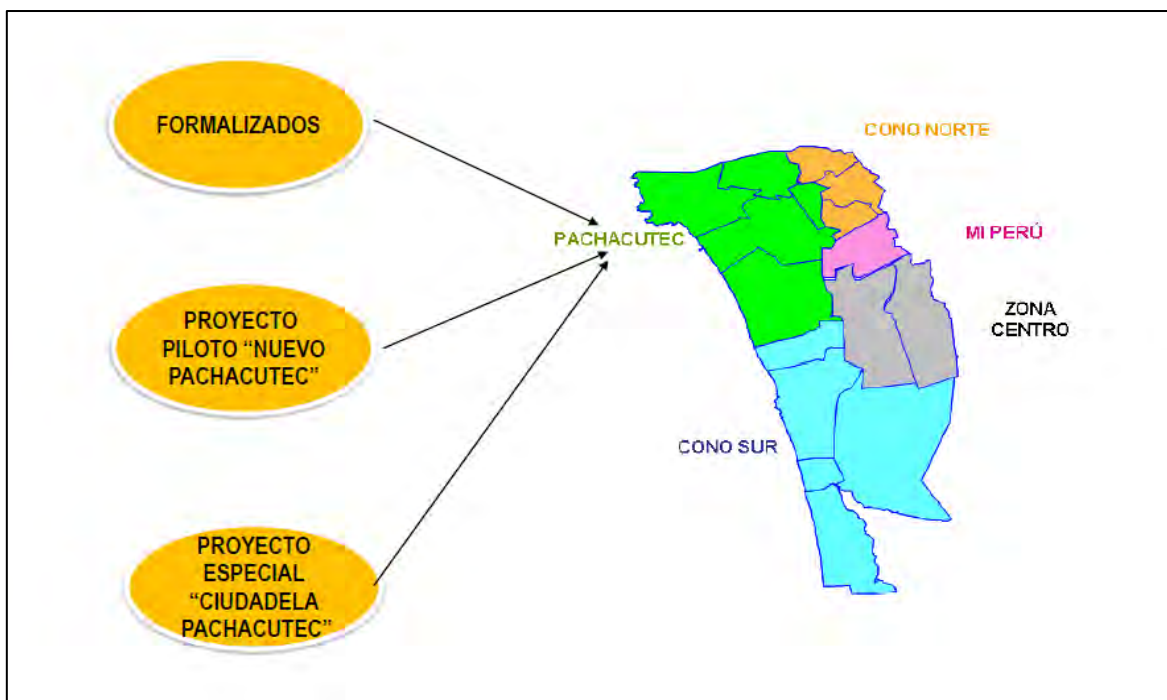 FORMALIZADOS
PROYECTO
PILOTO “NUEVO
PACHACUTEC”
PROYECTO
ESPECIAL
“CIUDADELA
PACHACUTEC”
CONO NORTE
PACHACUTEC
MI PERÚ
ZONA
CENTRO
CONO SUR